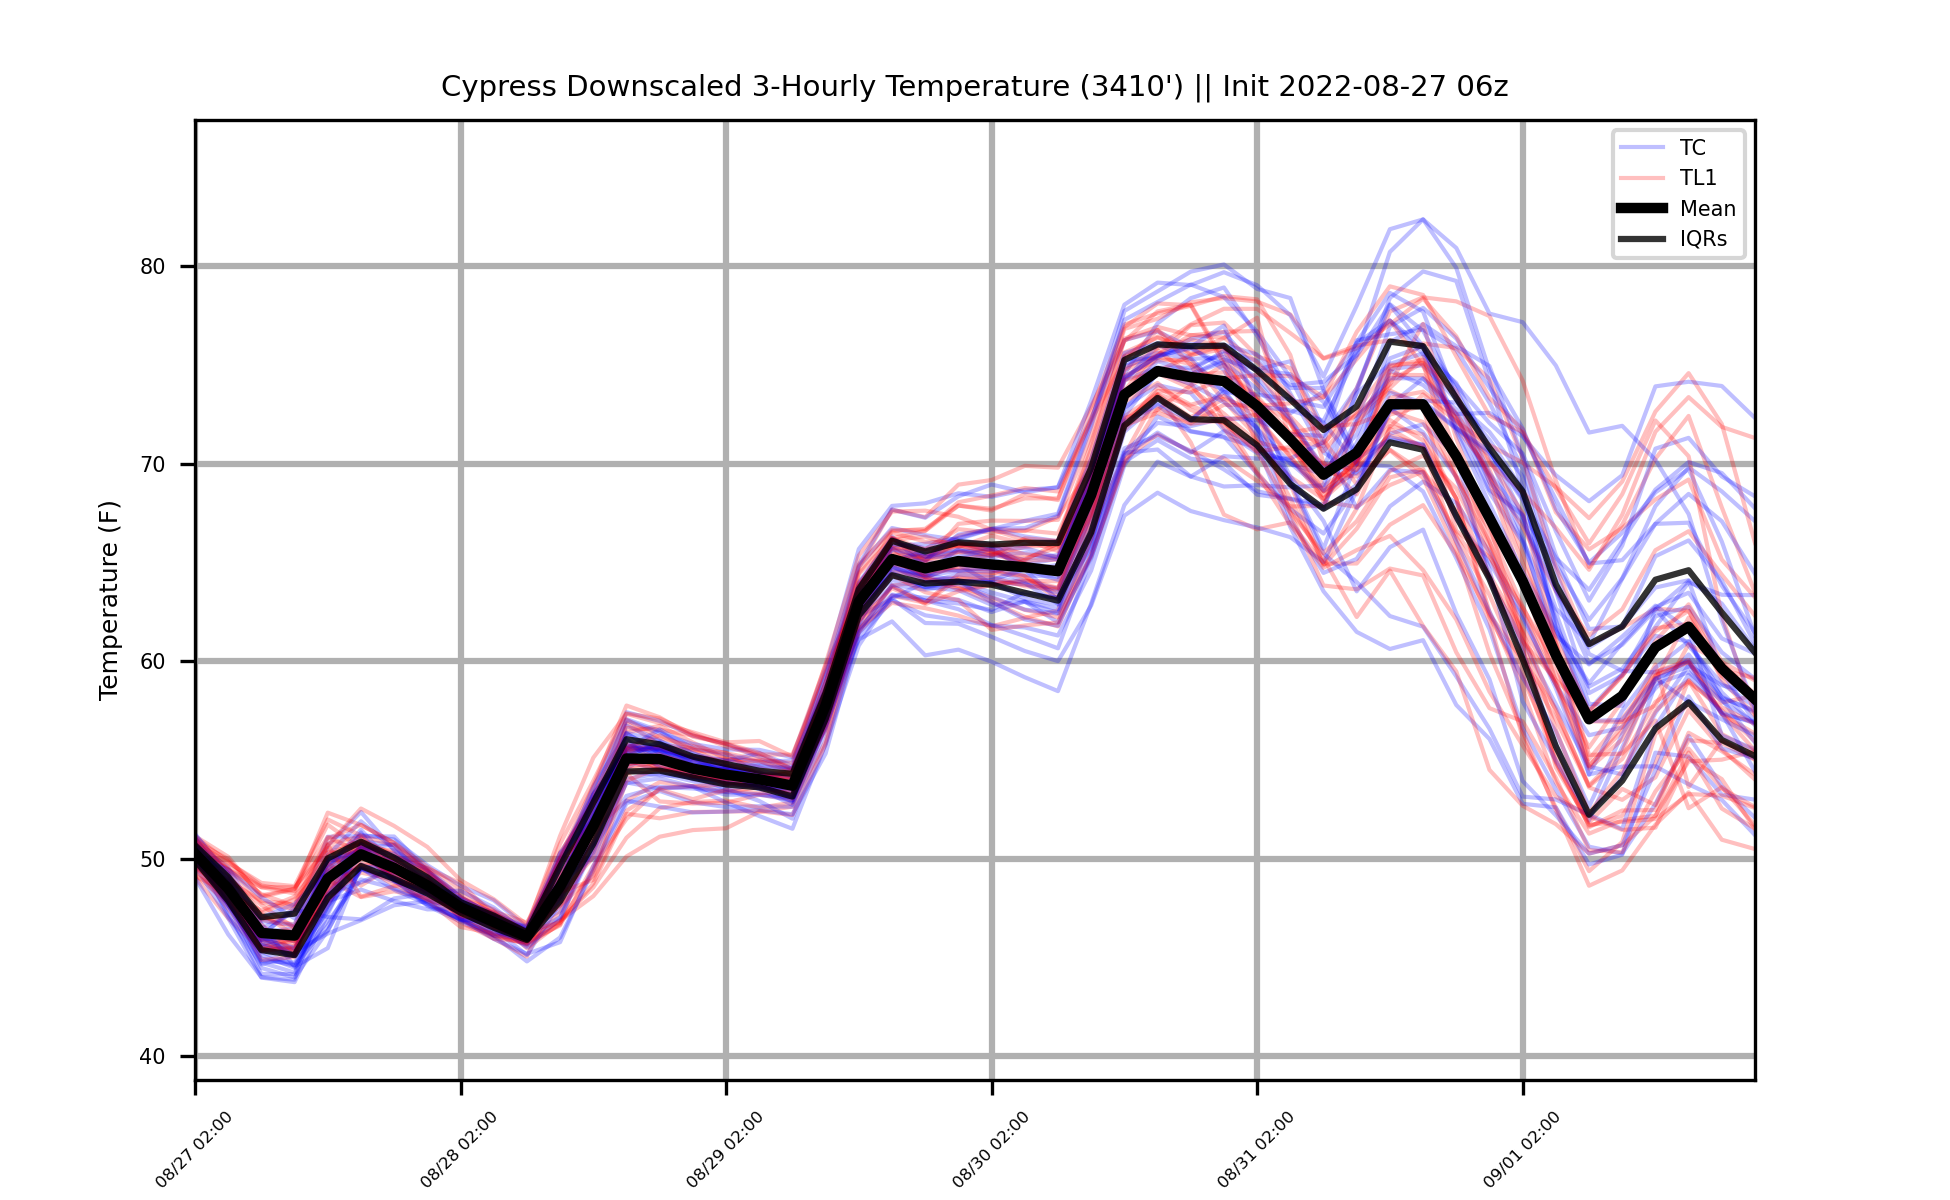 Cypress Downscaled 3-Hourly Temperature (3410') || Init 2022-08-27 06z
TC
TL1
Mean
IQRs
Temperature (F)
80
70
60
50
40
08/27 02:00
08/28 02:00
08/29 02:00
08/30 02:00
08/31 02:00
09/01 02:00